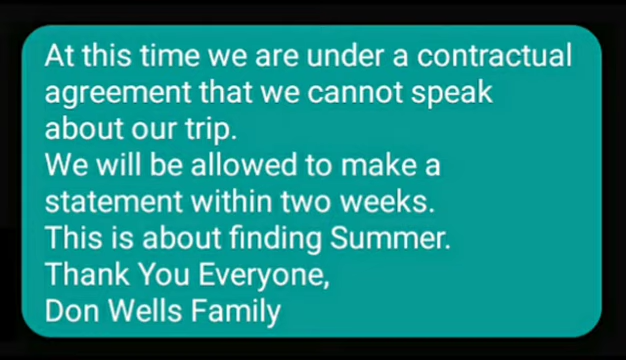 At this time we are under a contractual
agreement that we cannot speak
about our trip.
We will be allowed to make a
statement within two weeks.
This is about finding Summer.
Thank You Everyone,
Don Wells Family